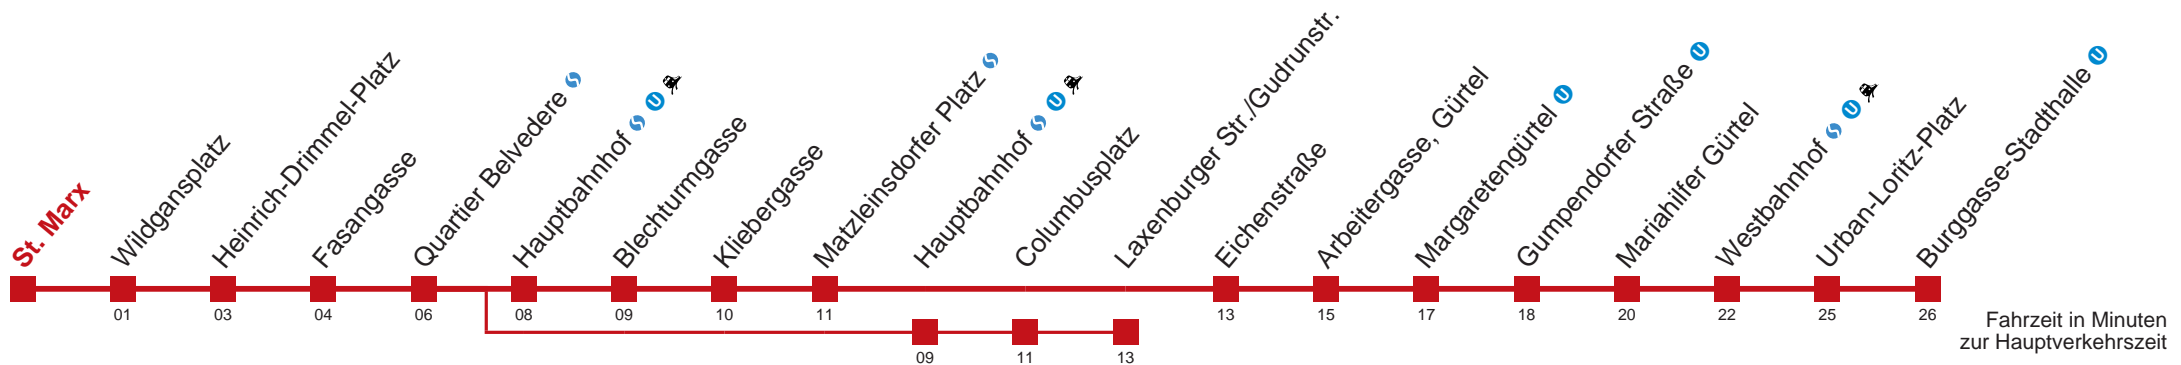 St. Marx
Wildgansplatz
Heinrich-Drimmel-Platz
Fasangasse
Quartier Belvedere S
Hauptbahnhof S U
Blechturmgasse
Kliebergasse
Matzleinsdorfer Platz S
Hauptbahnhof S U
Columbusplatz
Laxenburger Str./Gudrunstr.
Eichenstraße
Arbeitergasse, Gürtel
Margaretengürtel U
Gumpendorfer Straße U
Mariahilfer Gürtel
Westbahnhof S U
Urban-Loritz-Platz
Burggasse-Stadthalle U
01 03 04 06 08 09 10 11 13 15 17 18 20 22 25 26
09 11 13
Fahrzeit in Minuten
zur Hauptverkehrszeit